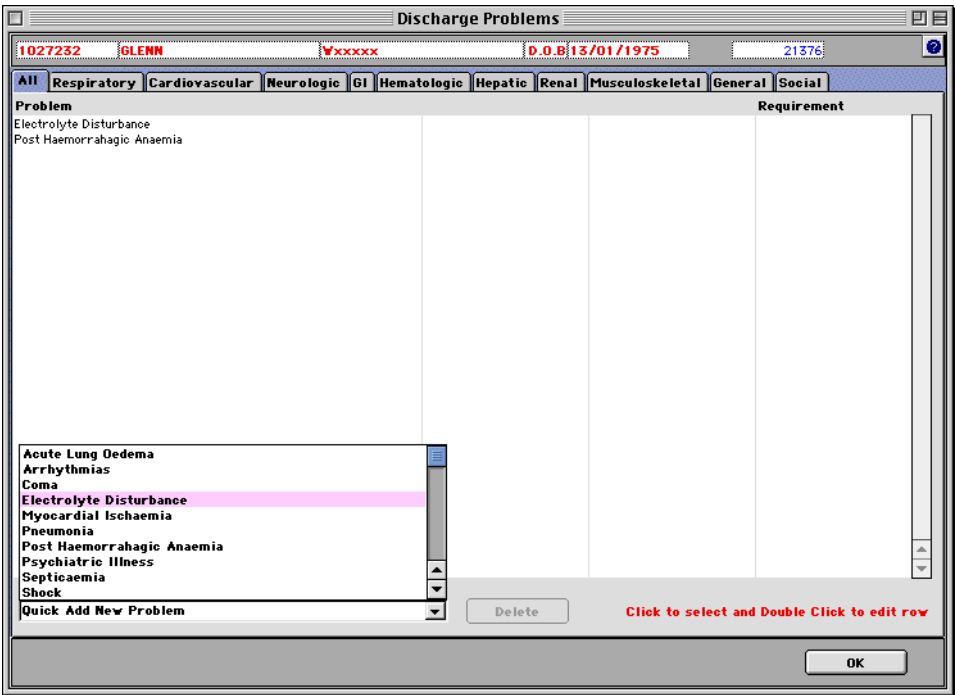 Discharge Problems
1027232 GLENN Wxxxxx D.O.B 13/01/1975 21376 ?
All Respiratory Cardiovascular Neurologic GI Hematologic Hepatic Renal Musculoskeletal General Social
Problem Requirement
Electrolyte Disturbance
Post Haemorrahagic Anaemia
Acute Lung Oedema
Arrhythmias
Coma
Electrolyte Disturbance
Myocardial Ischaemia
Pneumonia
Post Haemorrahagic Anaemia
Psychiatric Illness
Septicaemia
Shock
Quick Add New Problem Delete Click to select and Double Click to edit row
OK